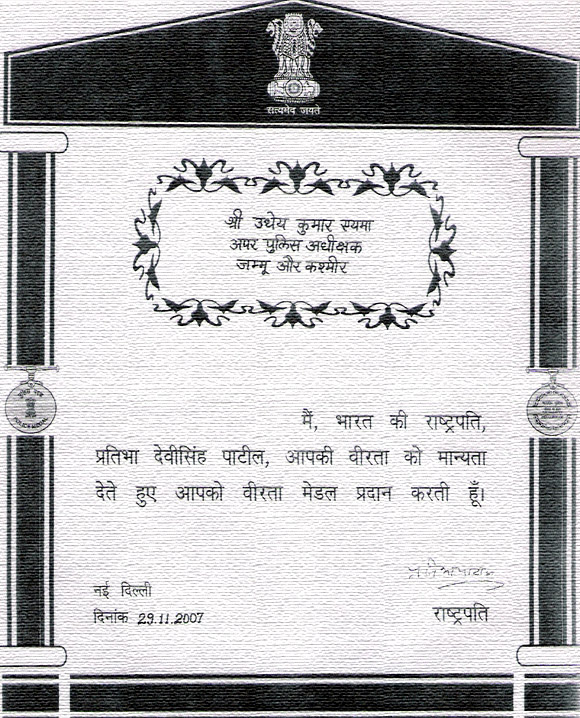 सत्यमेव जयते
श्री उथेय कुमार स्यमा
अपर पुलिस अधीक्षक
जम्मू और कश्मीर
मैं, भारत की राष्ट्रपति,
प्रतिभा देवीसिंह पाटील, आपकी वीरता को मान्यता
देते हुए आपको वीरता मेडल प्रदान करती हूँ।
नई दिल्ली
दिनांक 29.11.2007
राष्ट्रपति